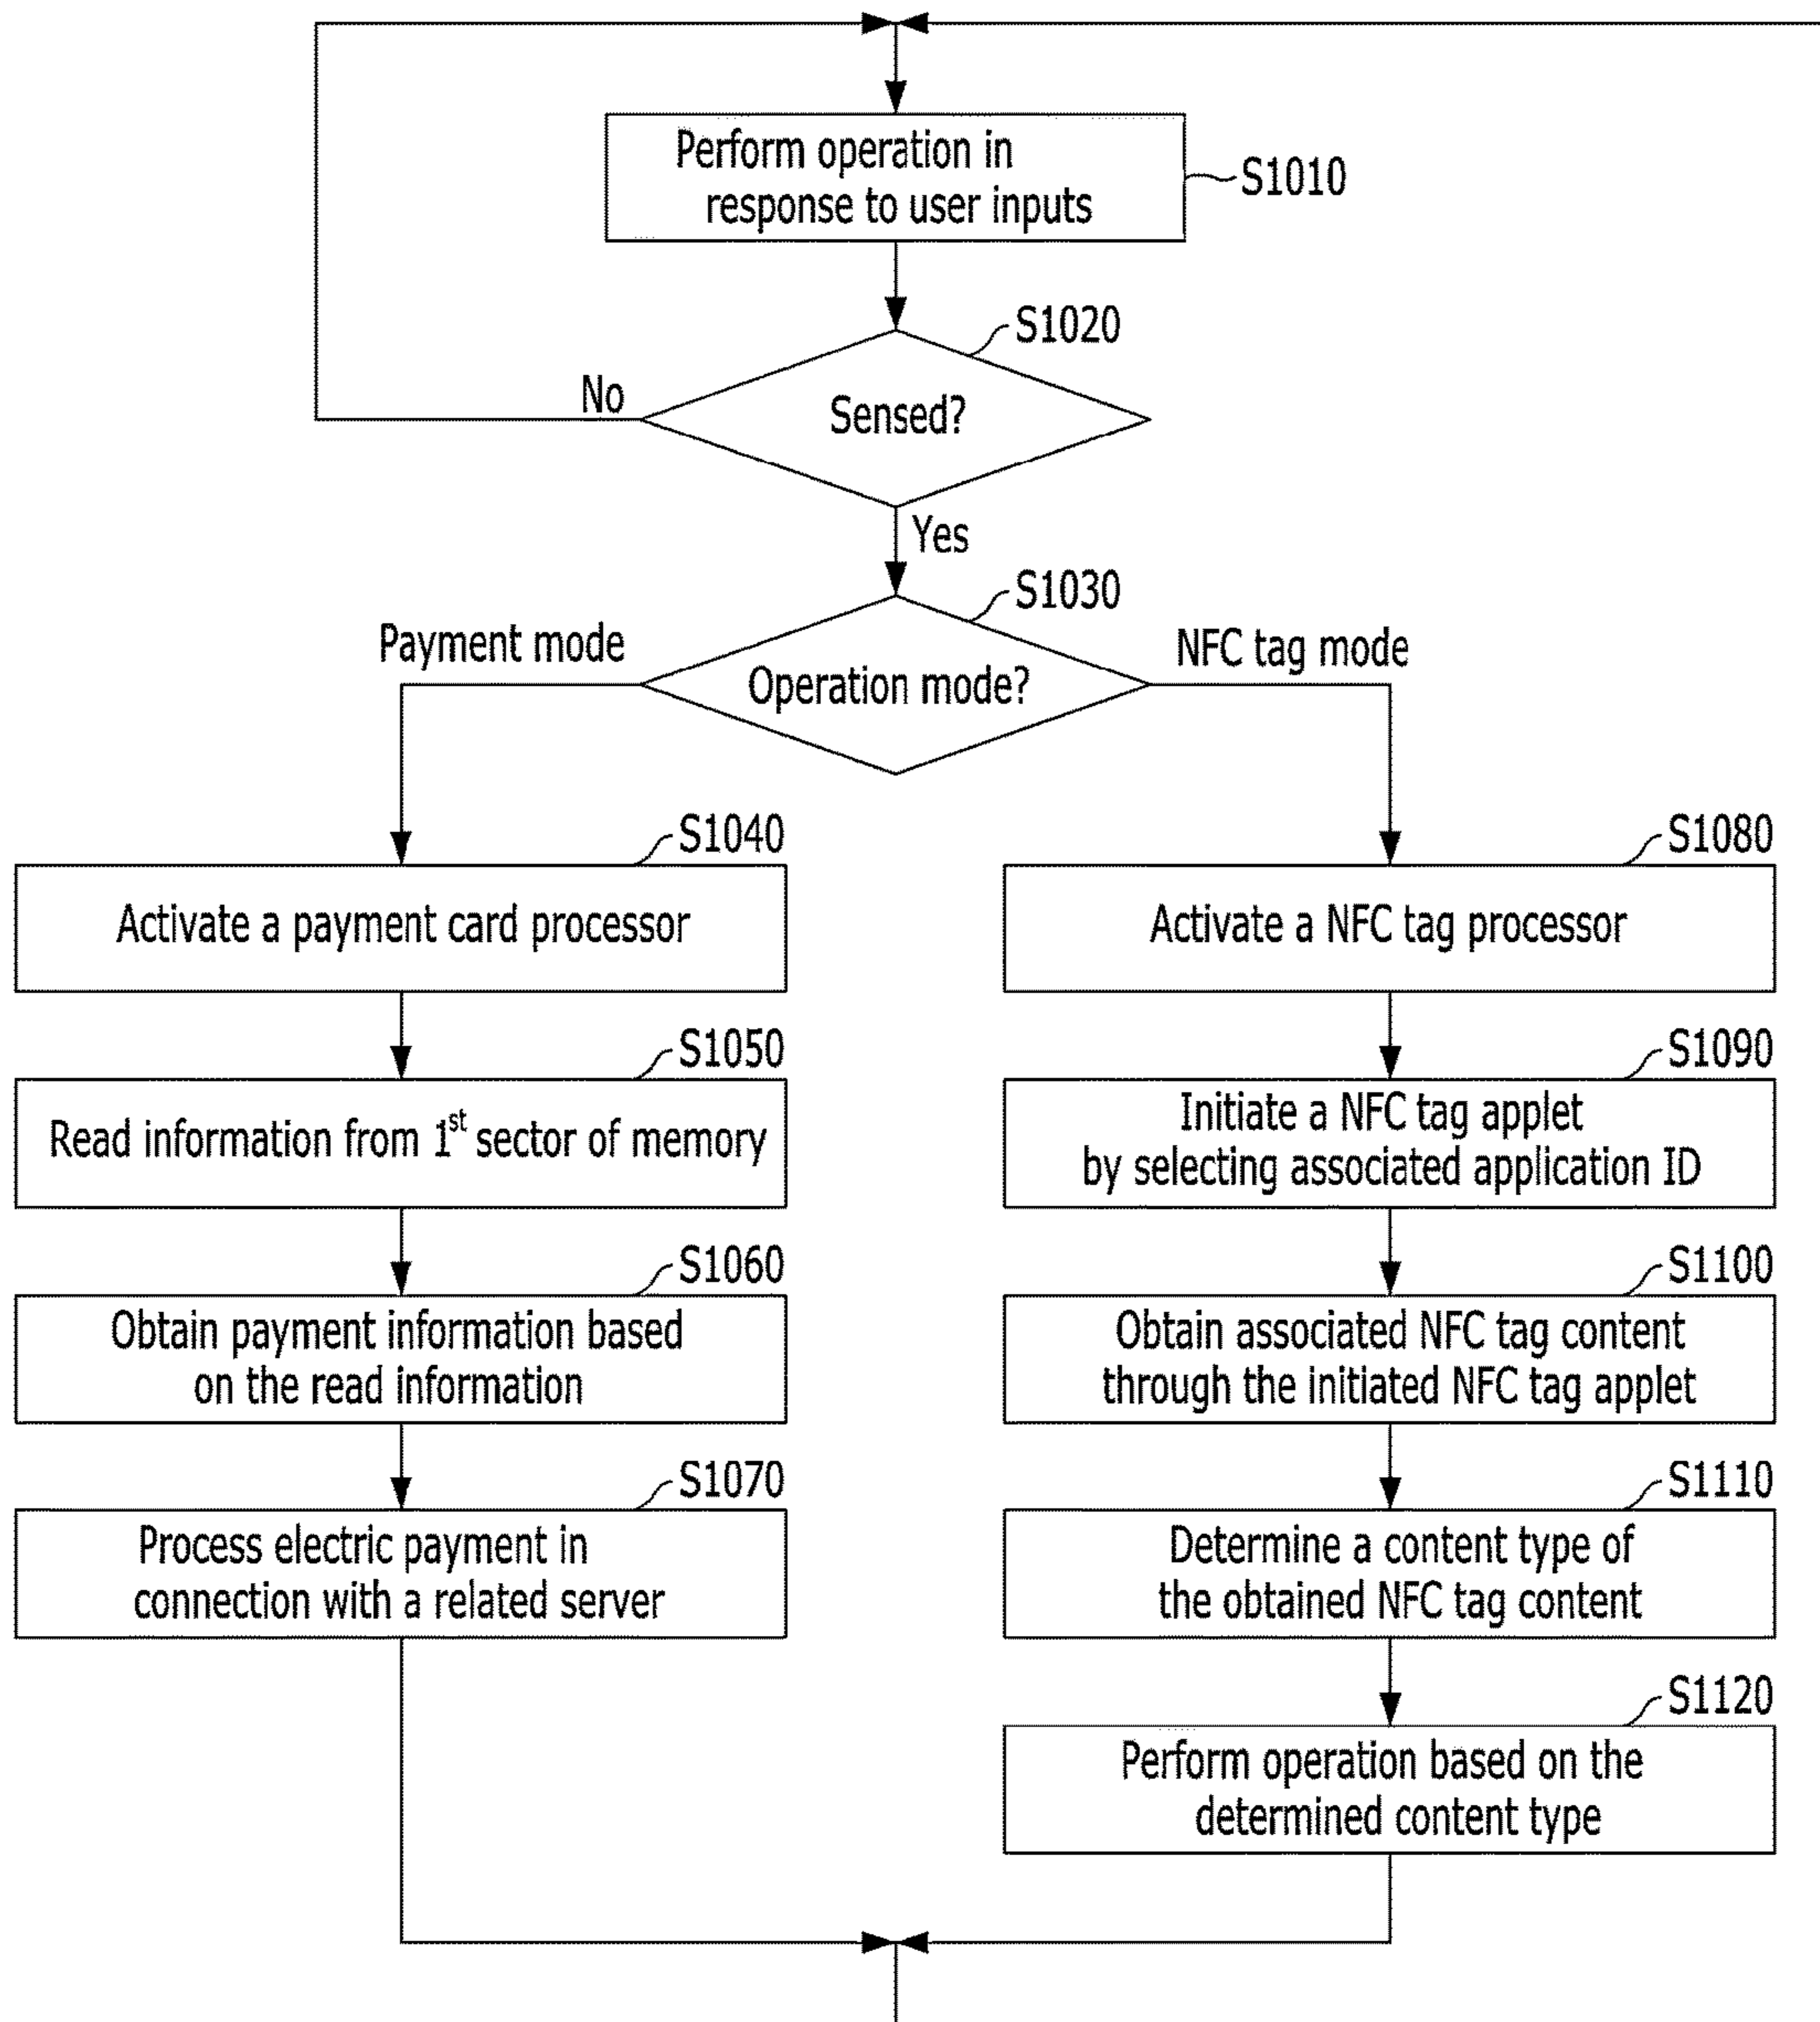 Perform operation in
response to user inputs
S1010
S1020
Sensed?
No
Yes
S1030
Payment mode
Operation mode?
NFC tag mode
S1040
Activate a payment card processor
S1050
Read information from 1st sector of memory
S1060
Obtain payment information based
on the read information
S1070
Process electric payment in
connection with a related server
S1080
Activate a NFC tag processor
S1090
Initiate a NFC tag applet
by selecting associated application ID
S1100
Obtain associated NFC tag content
through the initiated NFC tag applet
S1110
Determine a content type of
the obtained NFC tag content
S1120
Perform operation based on the
determined content type